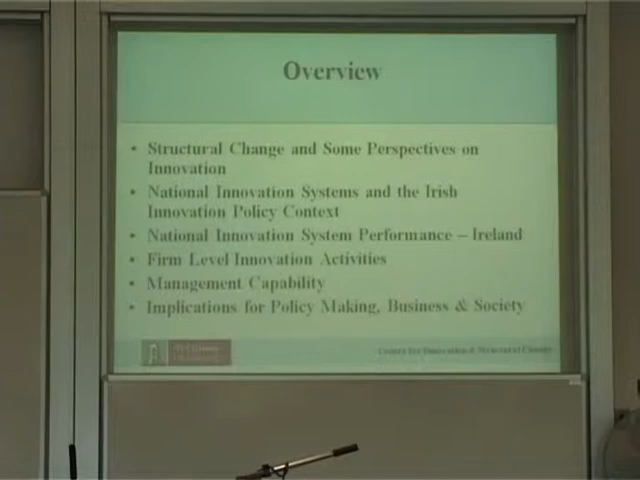 Overview
• Structural Change and Some Perspectives on
Innovation
• National Innovation Systems and the Irish
Innovation Policy Context
• National Innovation System Performance – Ireland
• Firm Level Innovation Activities
• Management Capability
• Implications for Policy Making, Business & Society
Centre for Innovation & Structural Change